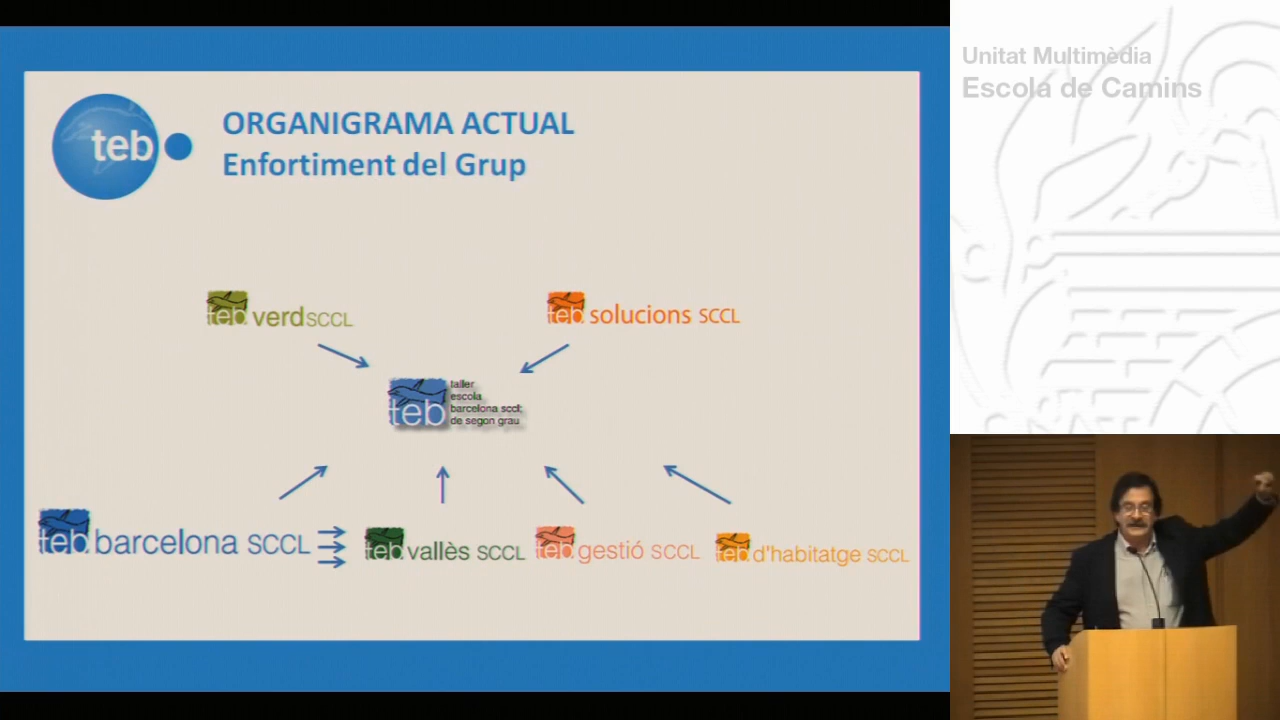 Unitat Multimèdia
Escola de Camins
teb
ORGANIGRAMA ACTUAL
Enfortiment del Grup
teb verd SCCL
teb solucions SCCL
teb
taller
escola
barcelona sccl;
de segon grau
teb barcelona SCCL
teb vallès SCCL
teb gestió SCCL
teb d'habitatge SCCL